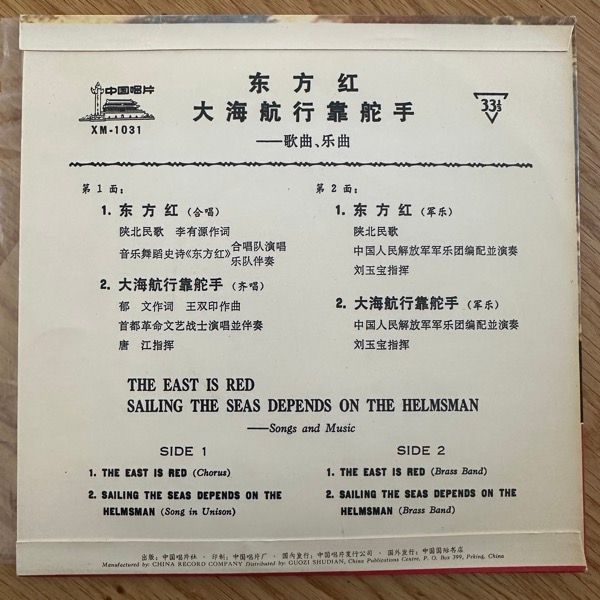 中国唱片
XM-1031
东方红
大海航行靠舵手
——歌曲、乐曲
33⅓
第1面：
1. 东方红（合唱）
陕北民歌 李有源作词
音乐舞蹈史诗《东方红》合唱队演唱
乐队伴奏
2. 大海航行靠舵手（齐唱）
郁 文作词 王双印作曲
首都革命文艺战士演唱並伴奏
唐 江指挥
第2面：
1. 东方红（军乐）
陕北民歌
中国人民解放军军乐团编配並演奏
刘玉宝指挥
2. 大海航行靠舵手（军乐）
中国人民解放军军乐团编配並演奏
刘玉宝指挥
THE EAST IS RED
SAILING THE SEAS DEPENDS ON THE HELMSMAN
——Songs and Music
SIDE 1
1. THE EAST IS RED (Chorus)
2. SAILING THE SEAS DEPENDS ON THE
HELMSMAN (Song in Unison)
SIDE 2
1. THE EAST IS RED (Brass Band)
2. SAILING THE SEAS DEPENDS ON THE
HELMSMAN (Brass Band)
出版：中国唱片社 · 印制：中国唱片厂 · 国内发行：中国唱片发行公司 · 国外发行：中国国际书店
Manufactured by: CHINA RECORD COMPANY Distributed by: GUOZI SHUDIAN, China Publications Centre, P. O. Box 399, Peking, China